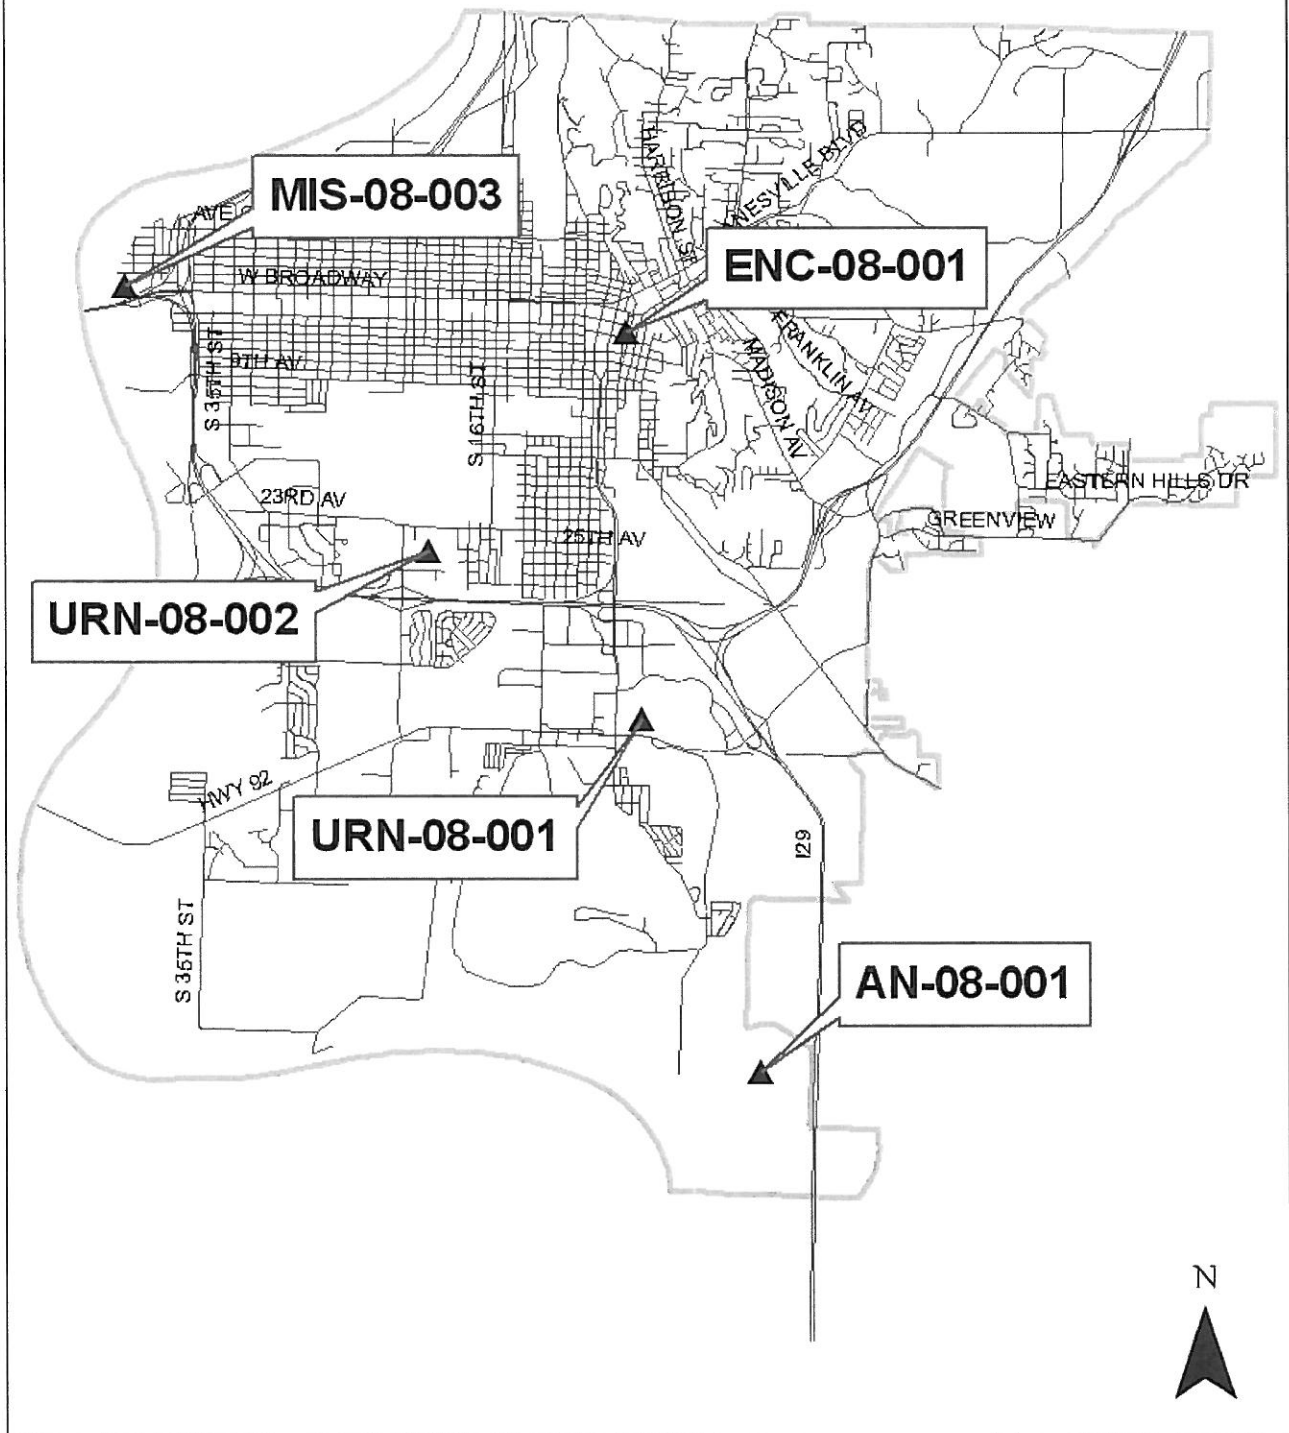 HARRISON ST
NESVILLE BLVD
MIS-08-003
AVE
W BROADWAY
ENC-08-001
S 35TH ST
9TH AV
S 16TH ST
FRANKLIN AV
MADISON AV
23RD AV
25TH AV
EASTERN HILLS DR
GREENVIEW
URN-08-002
HWY 92
URN-08-001
I29
S 35TH ST
AN-08-001
N